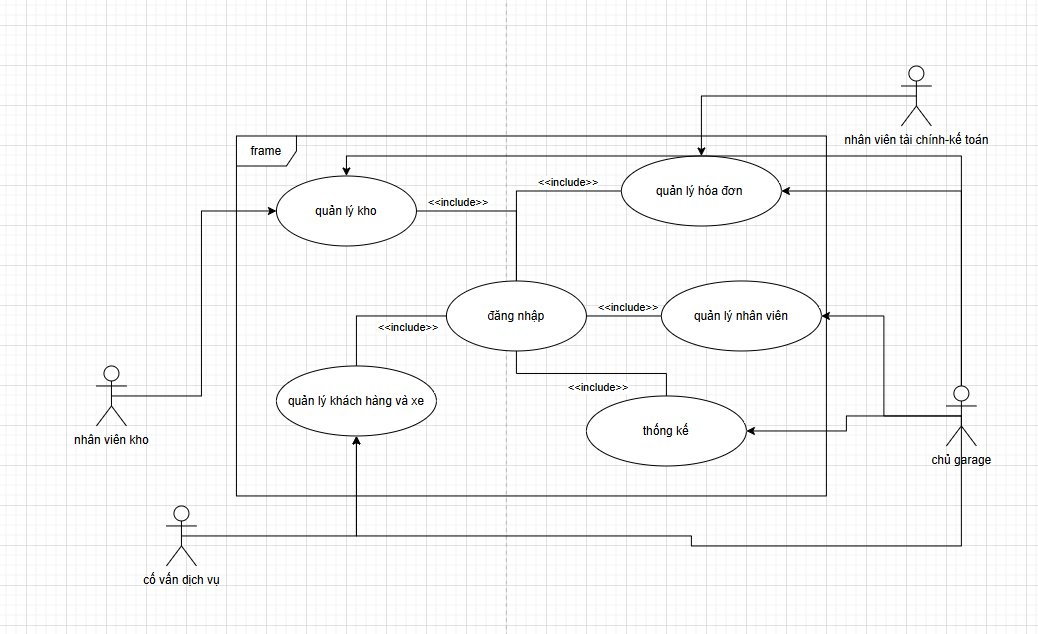 nhân viên tài chính-kế toán
frame
<<include>>
quản lý hóa đơn
<<include>>
quản lý kho
<<include>>
đăng nhập
quản lý nhân viên
<<include>>
<<include>>
quản lý khách hàng và xe
thống kế
nhân viên kho
chủ garage
cố vấn dịch vụ